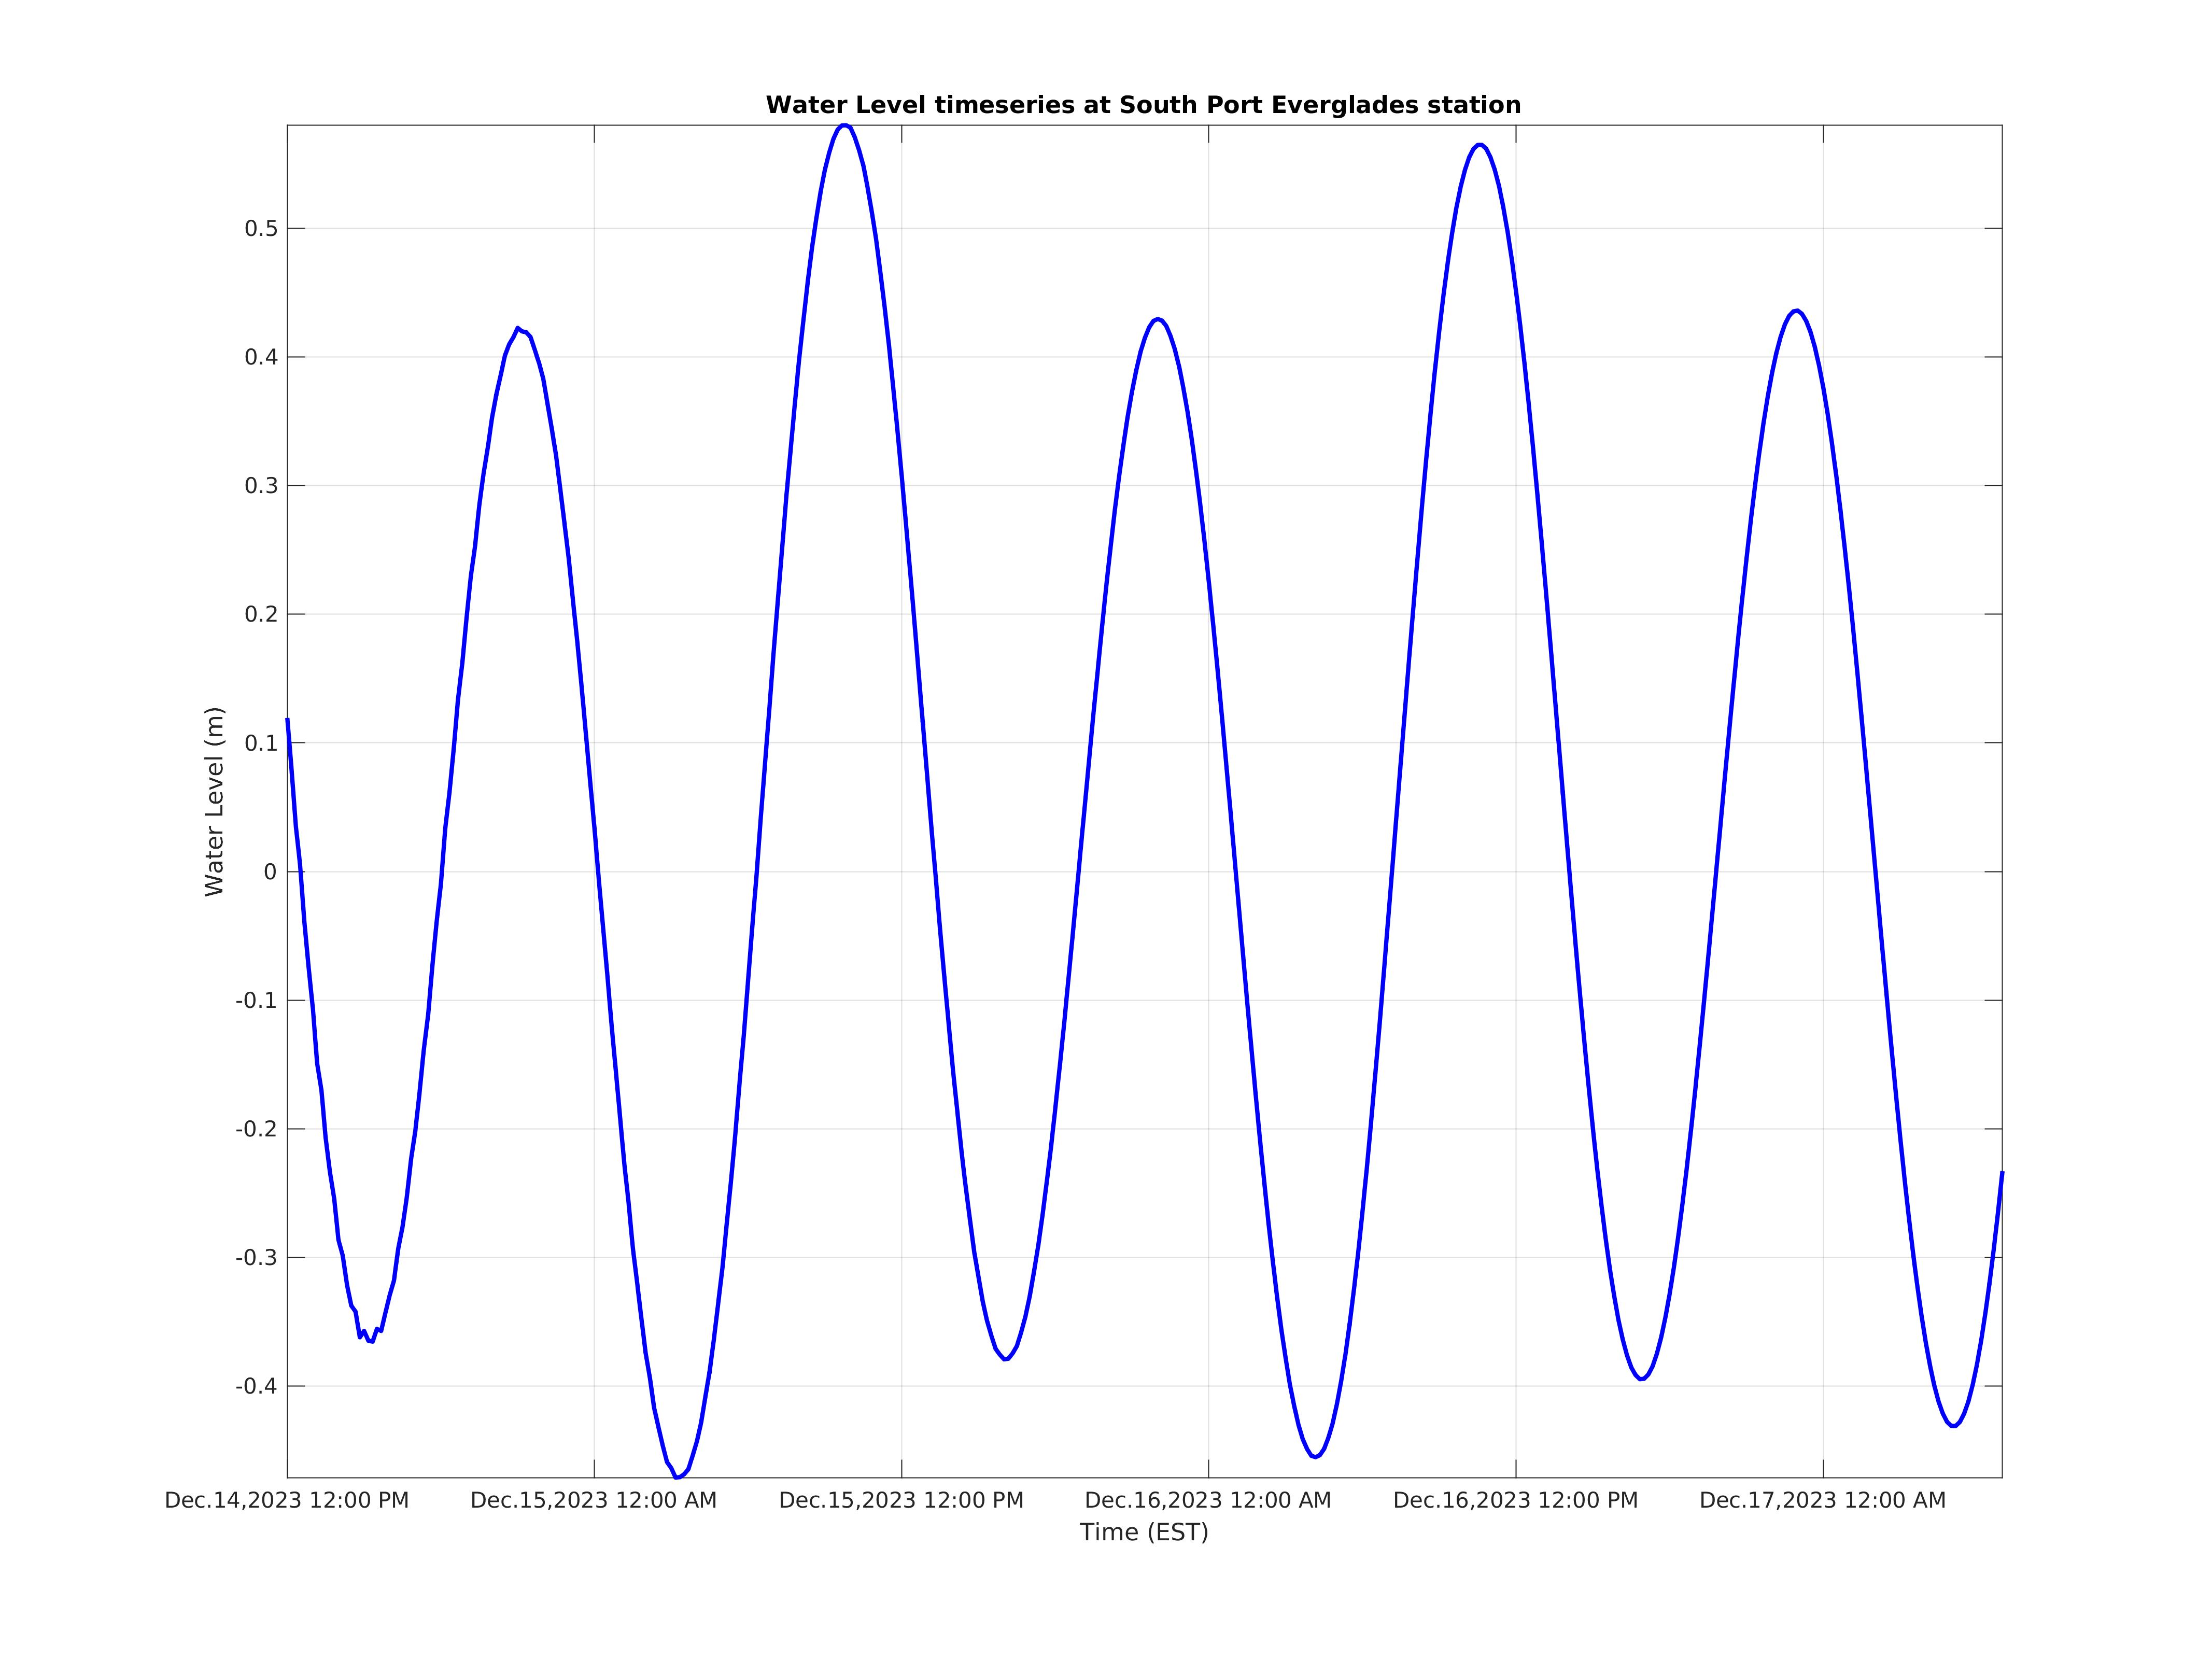 Water Level timeseries at South Port Everglades station
Water Level (m)
0.5
0.4
0.3
0.2
0.1
0
-0.1
-0.2
-0.3
-0.4
Dec.14,2023 12:00 PM Dec.15,2023 12:00 AM Dec.15,2023 12:00 PM Dec.16,2023 12:00 AM Dec.16,2023 12:00 PM Dec.17,2023 12:00 AM
Time (EST)